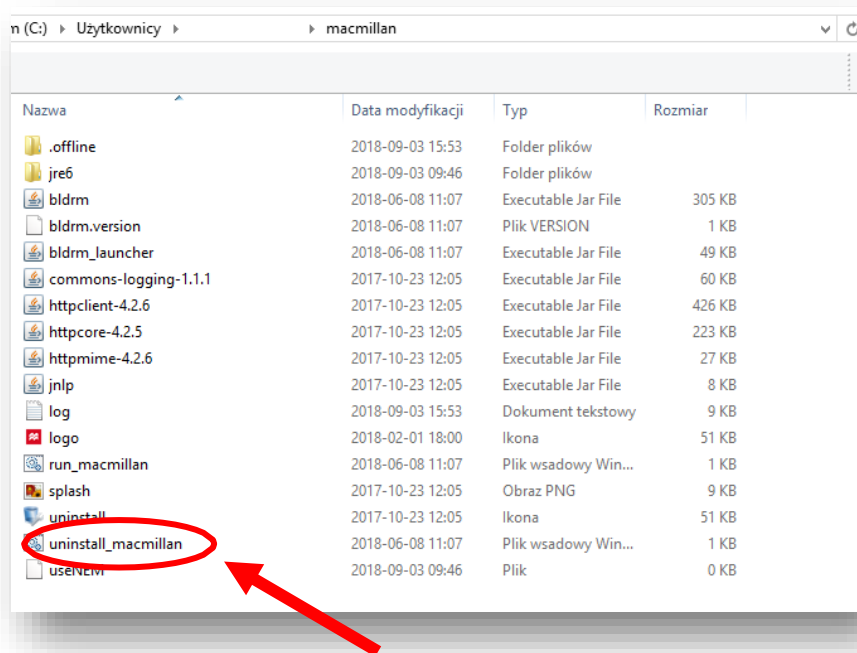 m (C:) Użytkownicy macmillan
Nazwa Data modyfikacji Typ Rozmiar
.offline 2018-09-03 15:53 Folder plików
jre6 2018-09-03 09:46 Folder plików
bldrm 2018-06-08 11:07 Executable Jar File 305 KB
bldrm.version 2018-06-08 11:07 Plik VERSION 1 KB
bldrm_launcher 2018-06-08 11:07 Executable Jar File 49 KB
commons-logging-1.1.1 2017-10-23 12:05 Executable Jar File 60 KB
httpclient-4.2.6 2017-10-23 12:05 Executable Jar File 426 KB
httpcore-4.2.5 2017-10-23 12:05 Executable Jar File 223 KB
httpmime-4.2.6 2017-10-23 12:05 Executable Jar File 27 KB
jnlp 2017-10-23 12:05 Executable Jar File 8 KB
log 2018-09-03 15:53 Dokument tekstowy 9 KB
logo 2018-02-01 18:00 Ikona 51 KB
run_macmillan 2018-06-08 11:07 Plik wsadowy Win... 1 KB
splash 2017-10-23 12:05 Obraz PNG 9 KB
uninstall 2017-10-23 12:05 Ikona 51 KB
uninstall_macmillan 2018-06-08 11:07 Plik wsadowy Win... 1 KB
useNEM 2018-09-03 09:46 Plik 0 KB